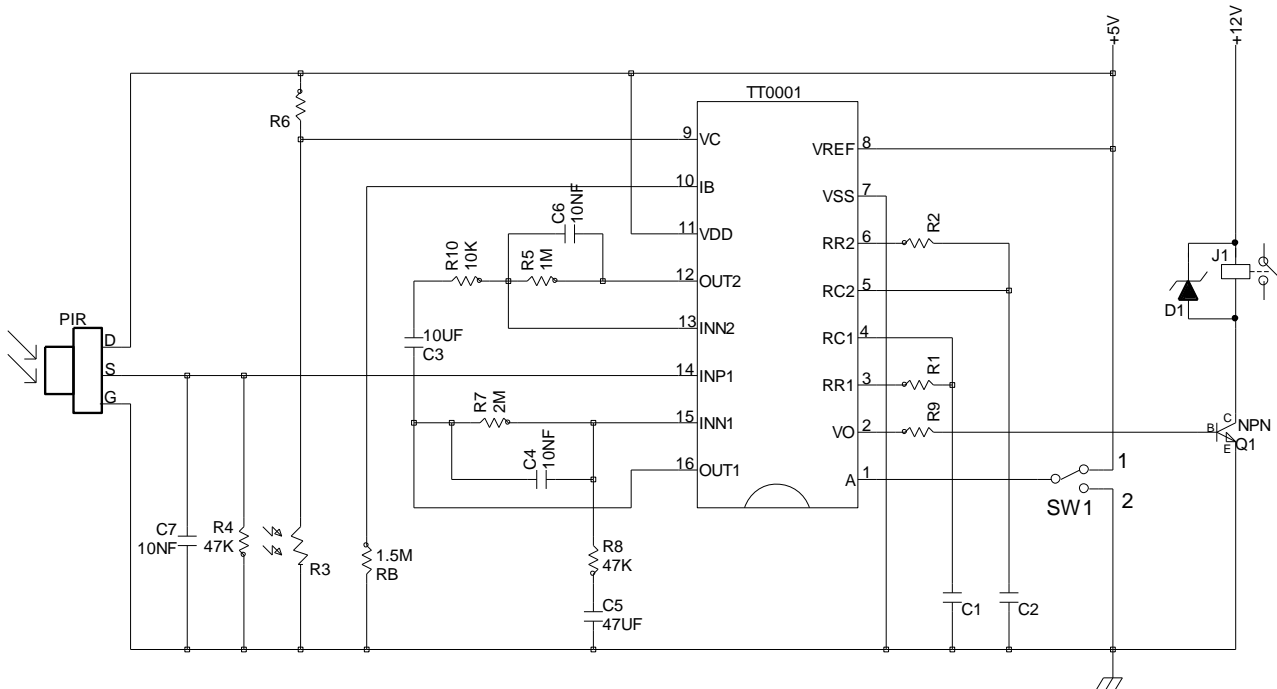 +5V
+12V
TT0001
R6
9
VC
VREF
8
10
IB
VSS
7
C6
10NF
11
VDD
RR2
6
R2
R10
10K
R5
1M
12
OUT2
RC2
5
J1
D1
13
INN2
RC1
4
PIR
D
S
G
10UF
C3
14
INP1
RR1
3
R1
R7
2M
15
INN1
VO
2
R9
B
C
E
NPN
Q1
C4
10NF
16
OUT1
A
1
SW1
1
2
C7
10NF
R4
47K
R3
1.5M
RB
R8
47K
C5
47UF
C1
C2